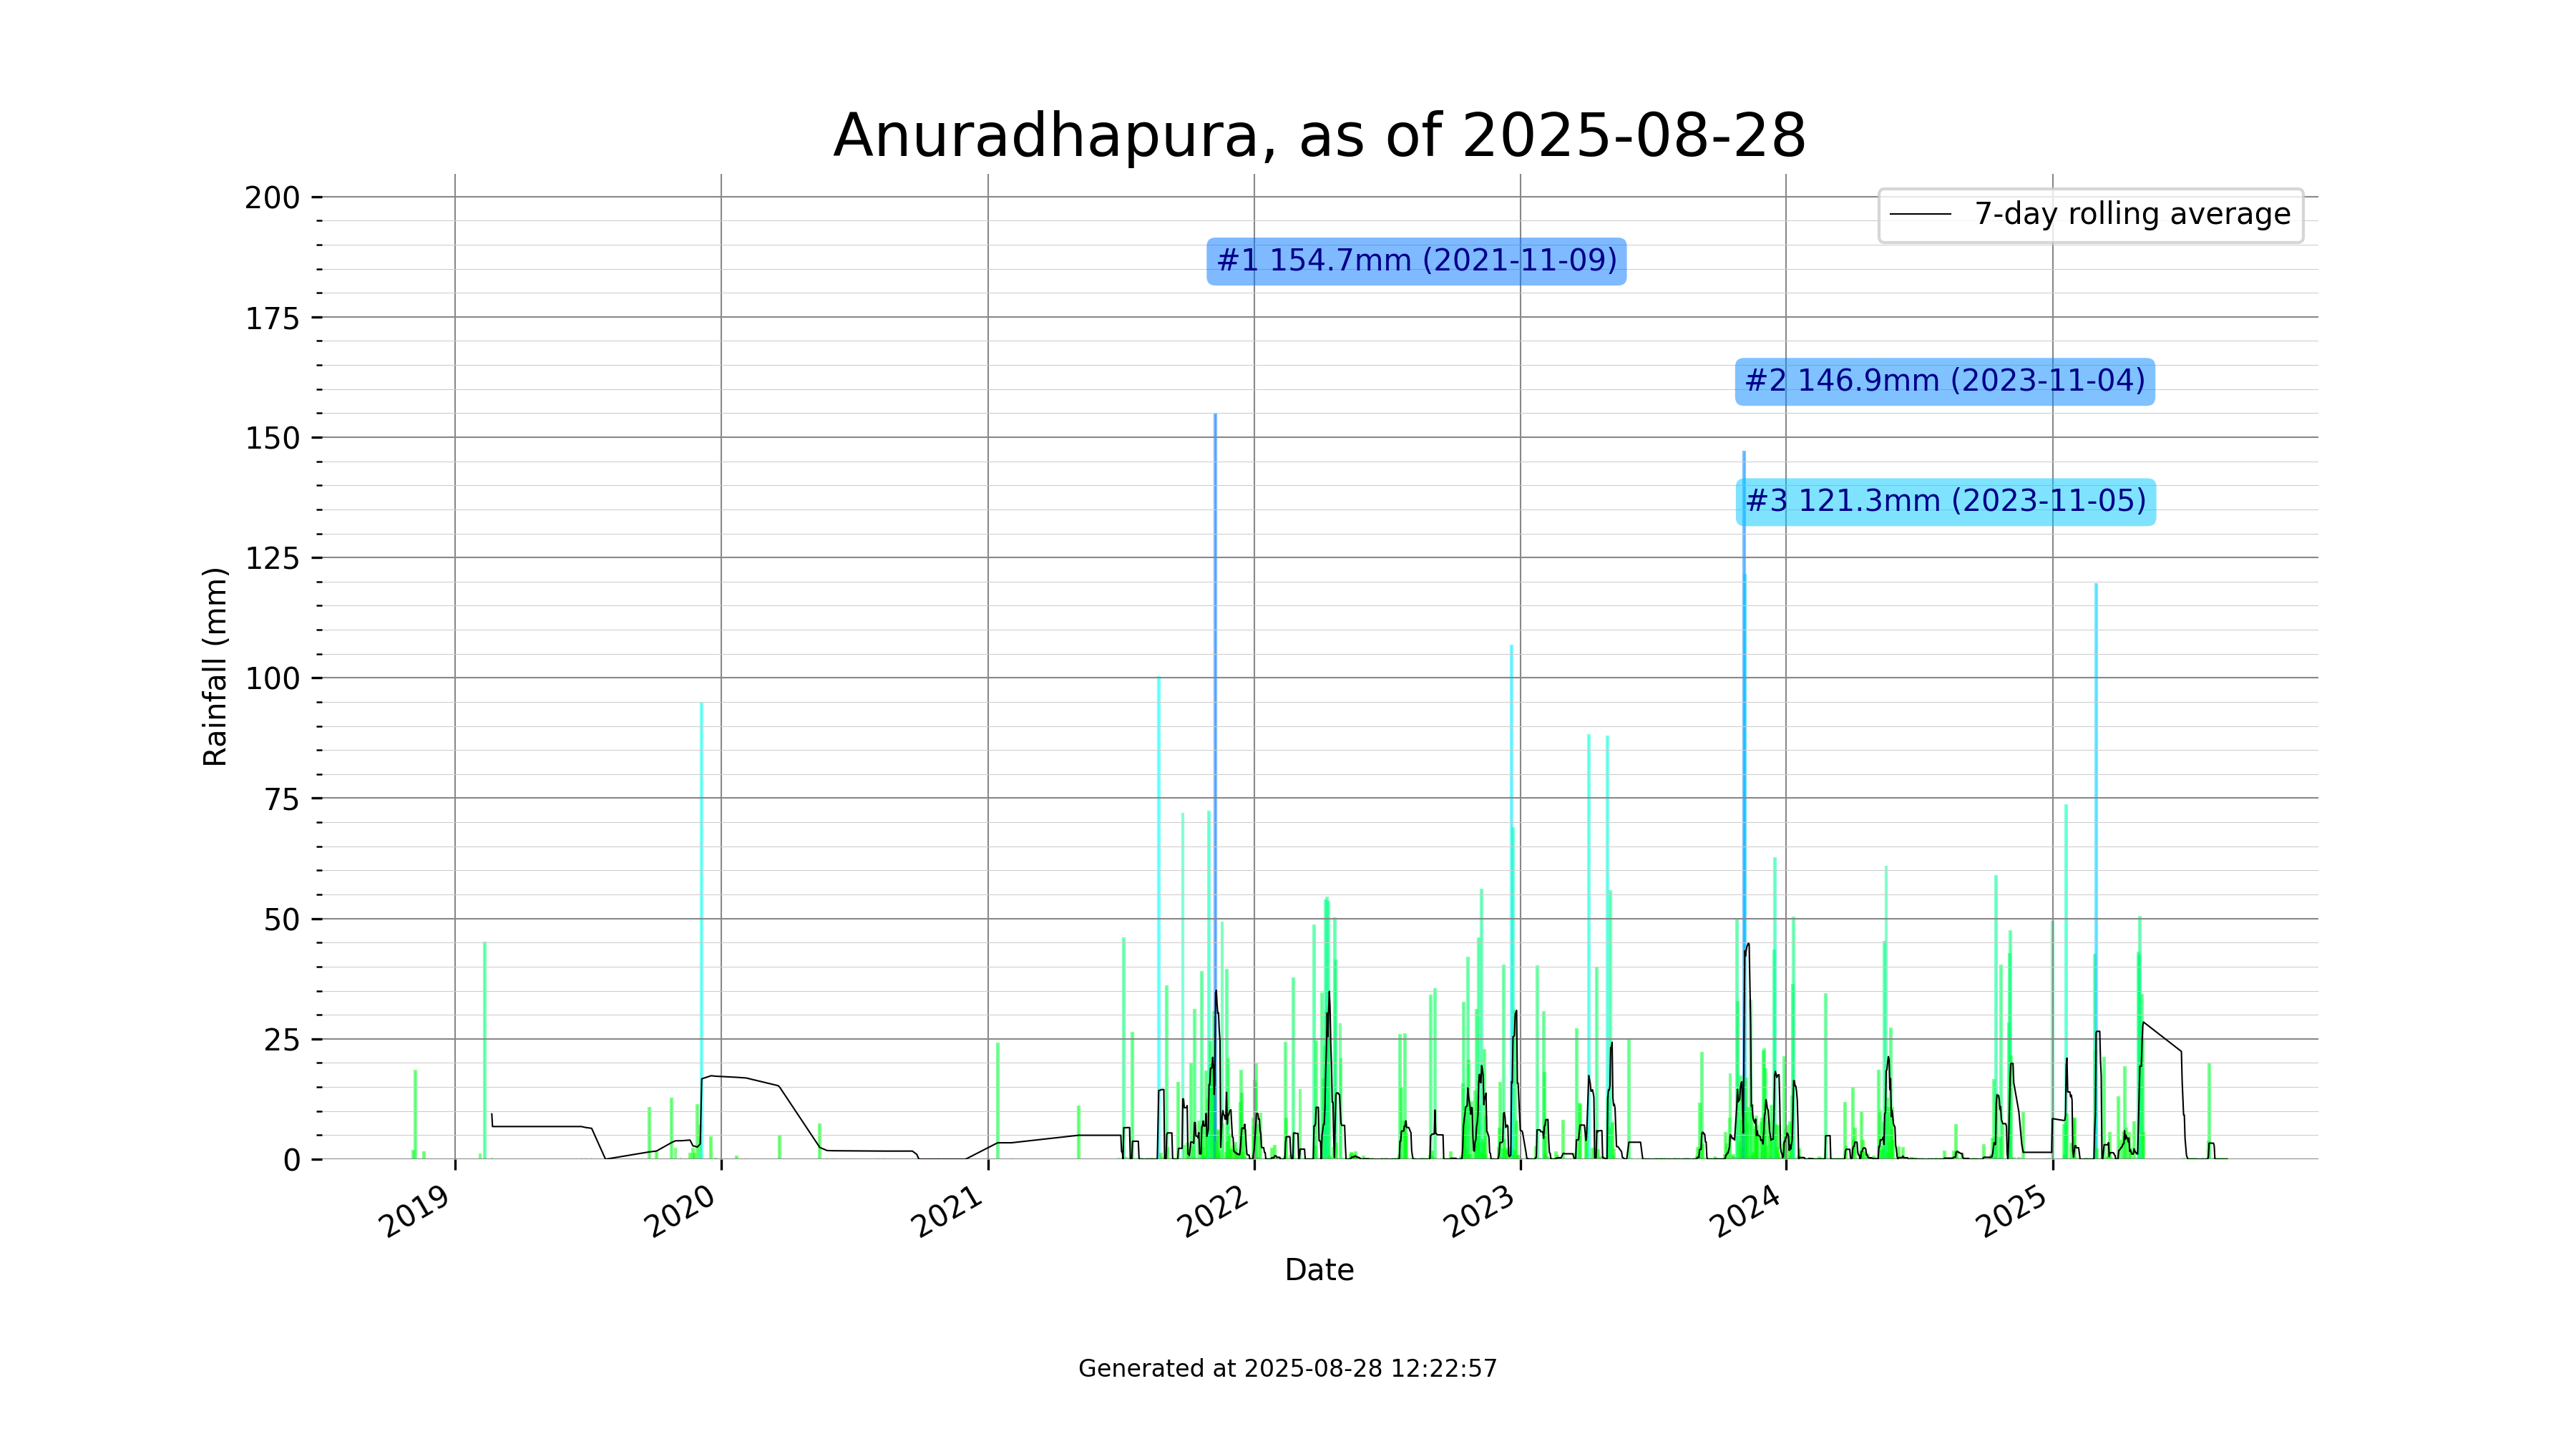 Anuradhapura, as of 2025-08-28
7-day rolling average
#1 154.7mm (2021-11-09)
#2 146.9mm (2023-11-04)
#3 121.3mm (2023-11-05)
Rainfall (mm)
200
175
150
125
100
75
50
25
0
2019
2020
2021
2022
2023
2024
2025
Date
Generated at 2025-08-28 12:22:57